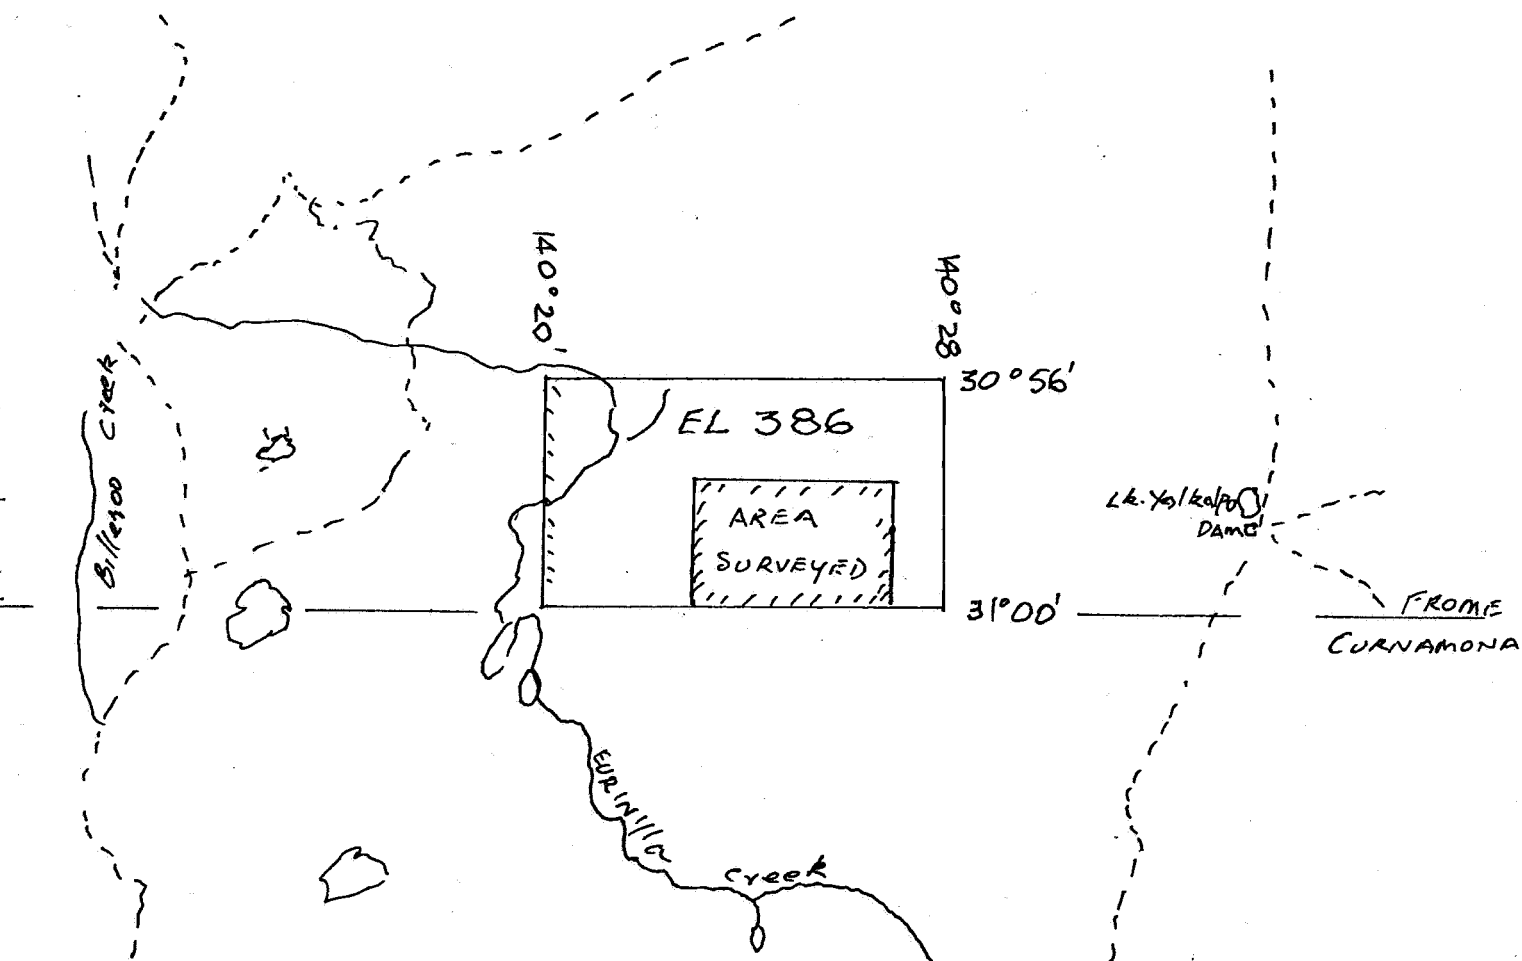 140° 20'
140° 28
30° 56'
EL 386
AREA
SURVEYED
Billeroo Creek
Lk. Yalkalpo
DAM
31°00'
FROME
CURNAMONA
EURINilla
Creek